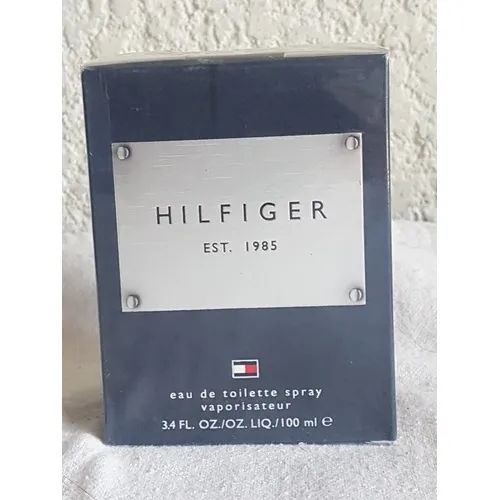 HILFIGER
EST. 1985
eau de toilette spray
vaporisateur
3.4 FL. OZ./OZ. LIQ./100 ml ℮